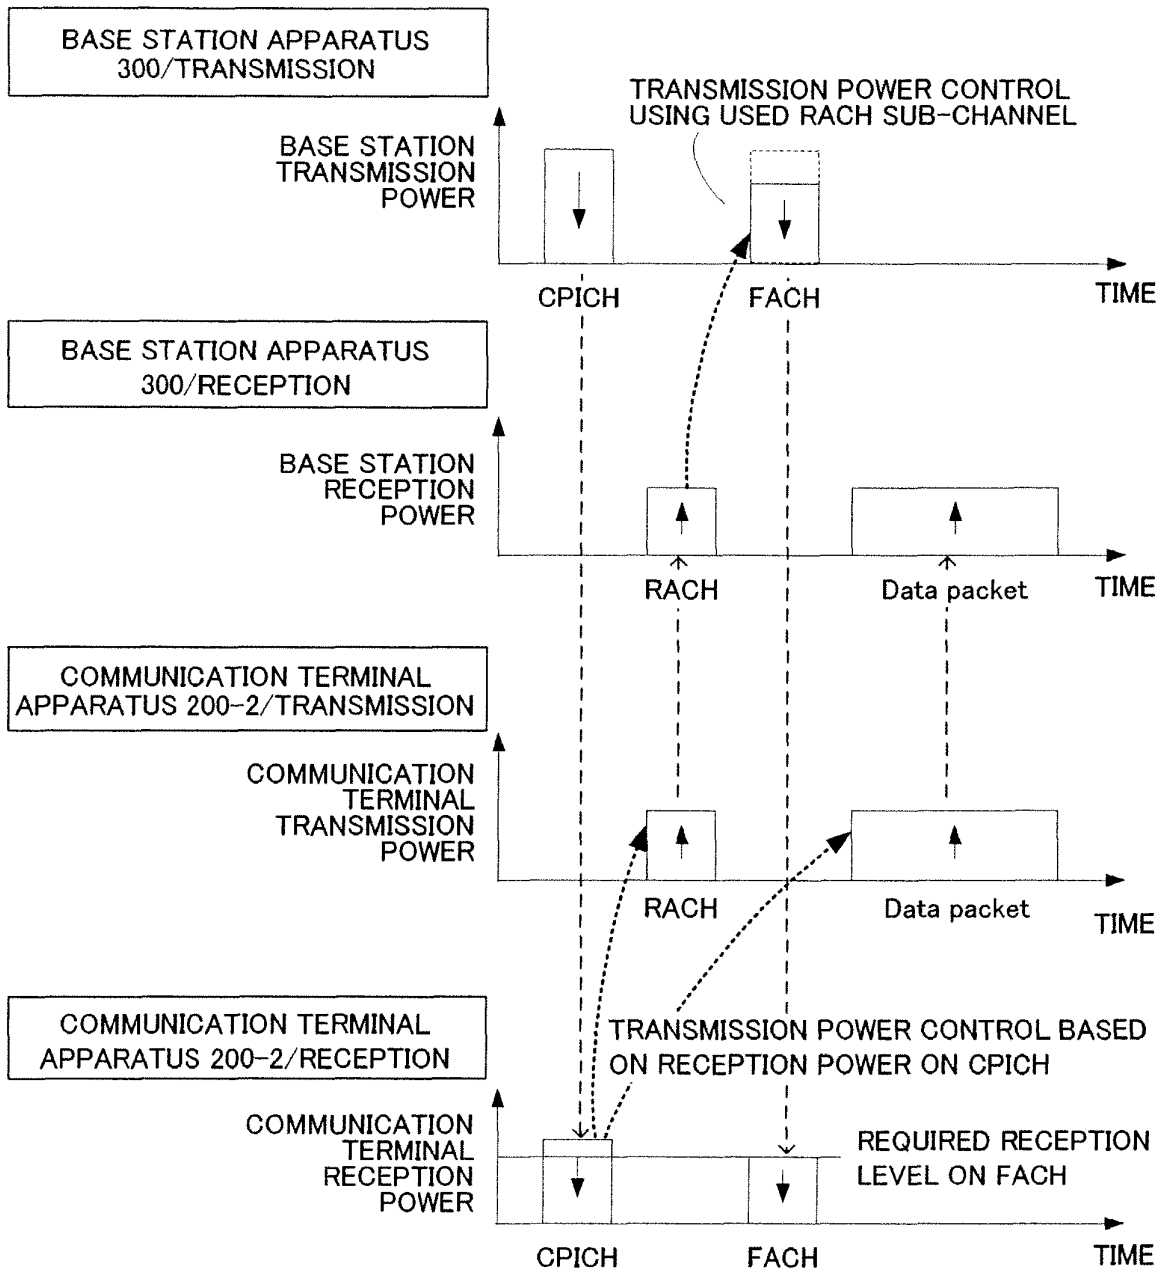 BASE STATION APPARATUS
300/TRANSMISSION
TRANSMISSION POWER CONTROL
USING USED RACH SUB-CHANNEL
BASE STATION
TRANSMISSION
POWER
CPICH
FACH
TIME
BASE STATION APPARATUS
300/RECEPTION
BASE STATION
RECEPTION
POWER
RACH
Data packet
TIME
COMMUNICATION TERMINAL
APPARATUS 200-2/TRANSMISSION
COMMUNICATION
TERMINAL
TRANSMISSION
POWER
RACH
Data packet
TIME
COMMUNICATION TERMINAL
APPARATUS 200-2/RECEPTION
TRANSMISSION POWER CONTROL BASED
ON RECEPTION POWER ON CPICH
COMMUNICATION
TERMINAL
RECEPTION
POWER
REQUIRED RECEPTION
LEVEL ON FACH
CPICH
FACH
TIME